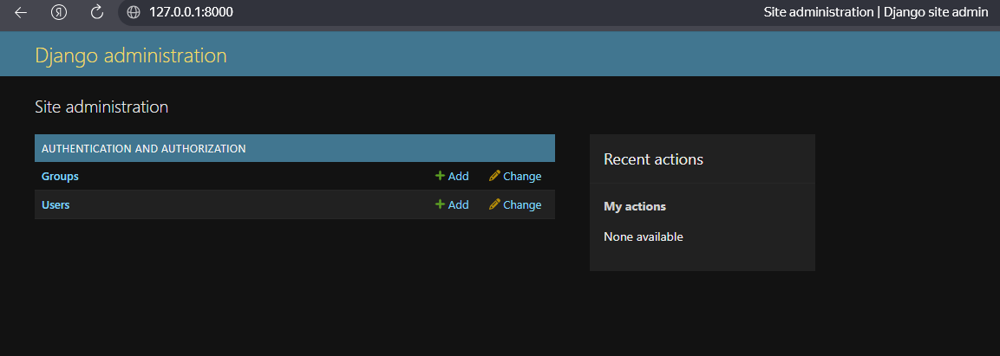 Я 127.0.0.1:8000 Site administration | Django site admin
Django administration
Site administration
AUTHENTICATION AND AUTHORIZATION
Groups Add Change
Users Add Change
Recent actions
My actions
None available